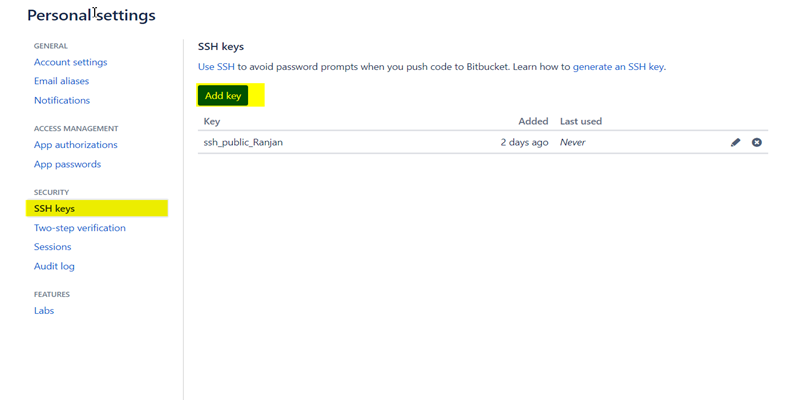 Personal settings
GENERAL
Account settings
Email aliases
Notifications
ACCESS MANAGEMENT
App authorizations
App passwords
SECURITY
SSH keys
Two-step verification
Sessions
Audit log
FEATURES
Labs
SSH keys
Use SSH to avoid password prompts when you push code to Bitbucket. Learn how to generate an SSH key.
Add key
Key Added Last used
ssh_public_Ranjan 2 days ago Never